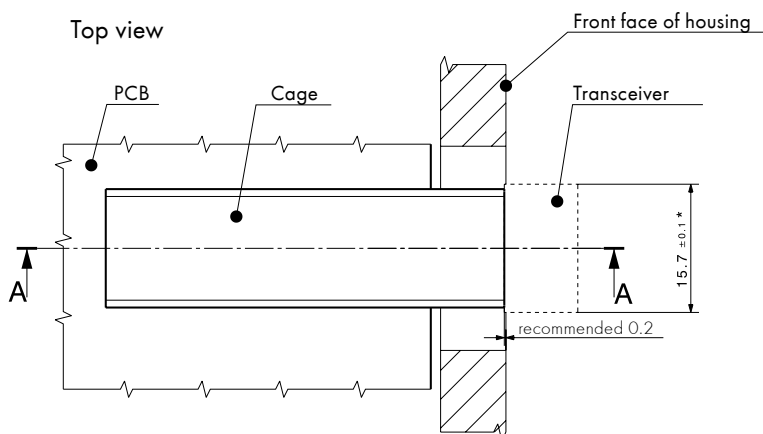 Top view
Front face of housing
PCB
Cage
Transceiver
A
A
15.7 ±0.1 *
recommended 0.2